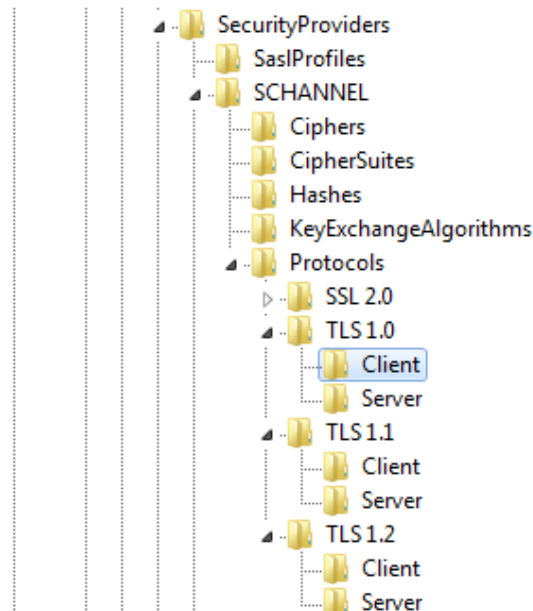 SecurityProviders
SaslProfiles
SCHANNEL
Ciphers
CipherSuites
Hashes
KeyExchangeAlgorithms
Protocols
SSL 2.0
TLS 1.0
Client
Server
TLS 1.1
Client
Server
TLS 1.2
Client
Server